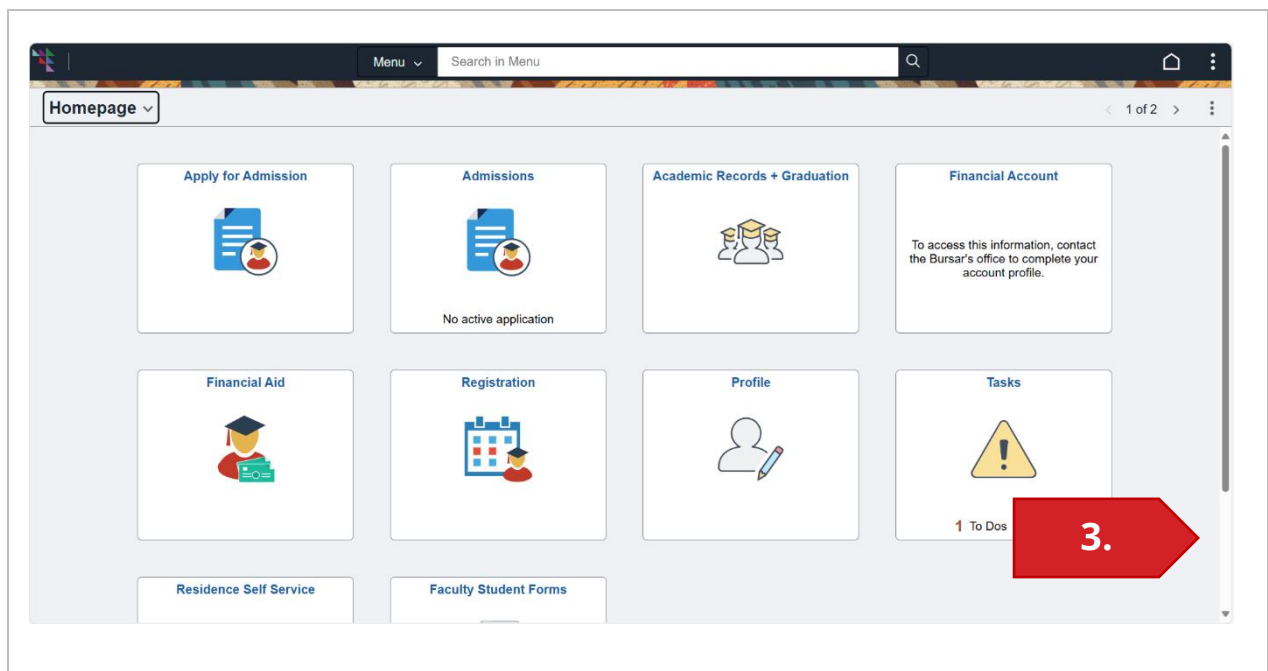 Menu
Search in Menu
Homepage
1 of 2
Apply for Admission
Admissions
No active application
Academic Records + Graduation
Financial Account
To access this information, contact
the Bursar's office to complete your
account profile.
Financial Aid
Registration
Profile
Tasks
1 To Dos
3.
Residence Self Service
Faculty Student Forms